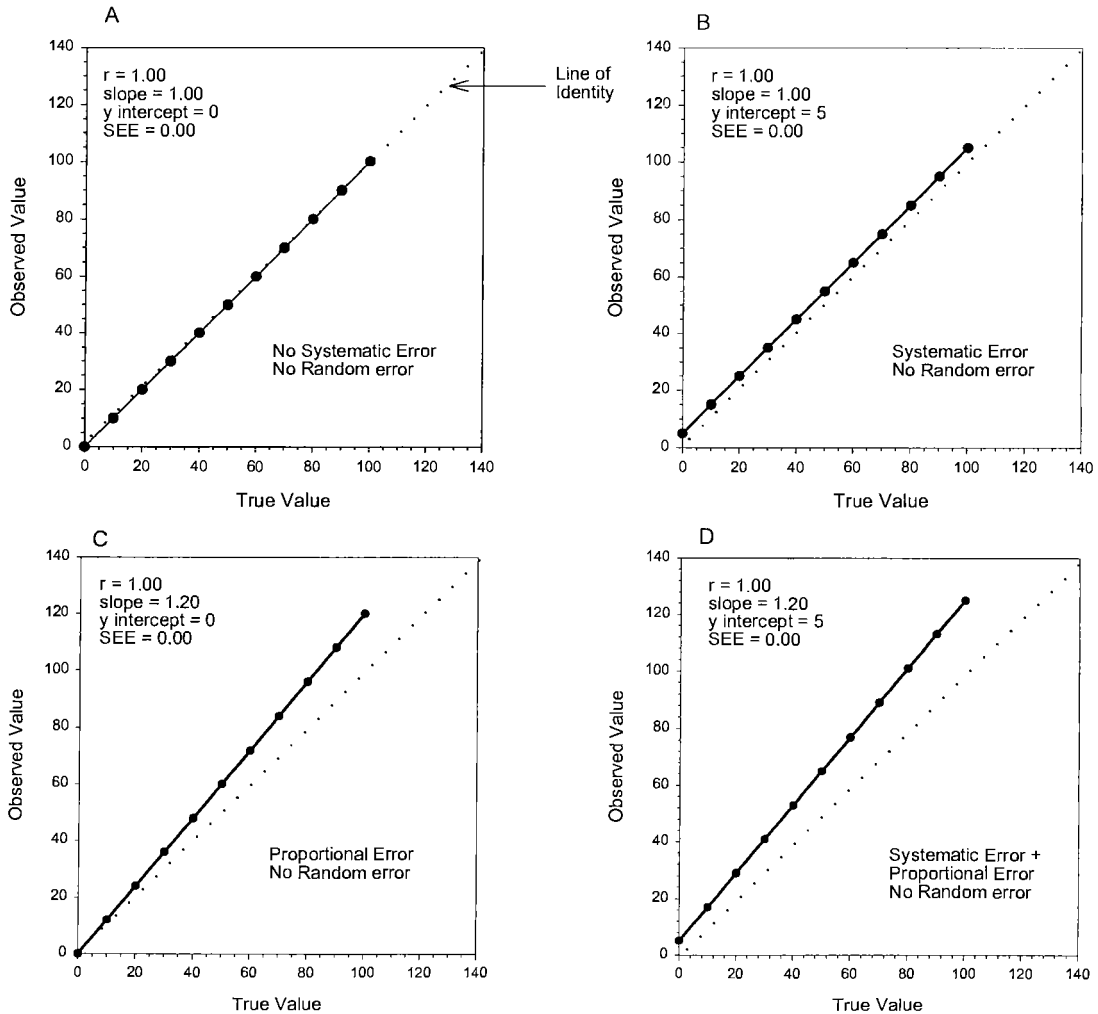 A
140
120
100
80
60
40
20
0
Observed Value
r = 1.00
slope = 1.00
y intercept = 0
SEE = 0.00
Line of
Identity
No Systematic Error
No Random error
0 20 40 60 80 100 120 140
True Value
B
140
120
100
80
60
40
20
0
Observed Value
r = 1.00
slope = 1.00
y intercept = 5
SEE = 0.00
Systematic Error
No Random error
0 20 40 60 80 100 120 140
True Value
C
140
120
100
80
60
40
20
0
Observed Value
r = 1.00
slope = 1.20
y intercept = 0
SEE = 0.00
Proportional Error
No Random error
0 20 40 60 80 100 120 140
True Value
D
140
120
100
80
60
40
20
0
Observed Value
r = 1.00
slope = 1.20
y intercept = 5
SEE = 0.00
Systematic Error +
Proportional Error
No Random error
0 20 40 60 80 100 120 140
True Value